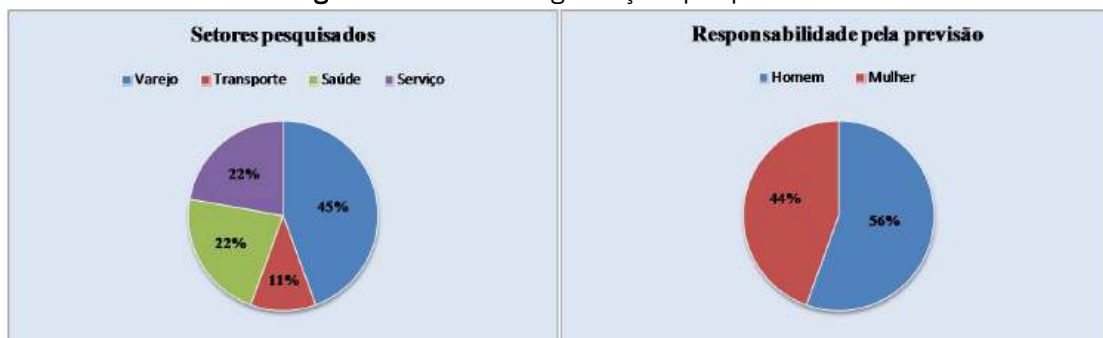 Setores pesquisados
Varejo Transporte Saúde Serviço
22%
45%
22%
11%
Responsabilidade pela previsão
Homem Mulher
44%
56%